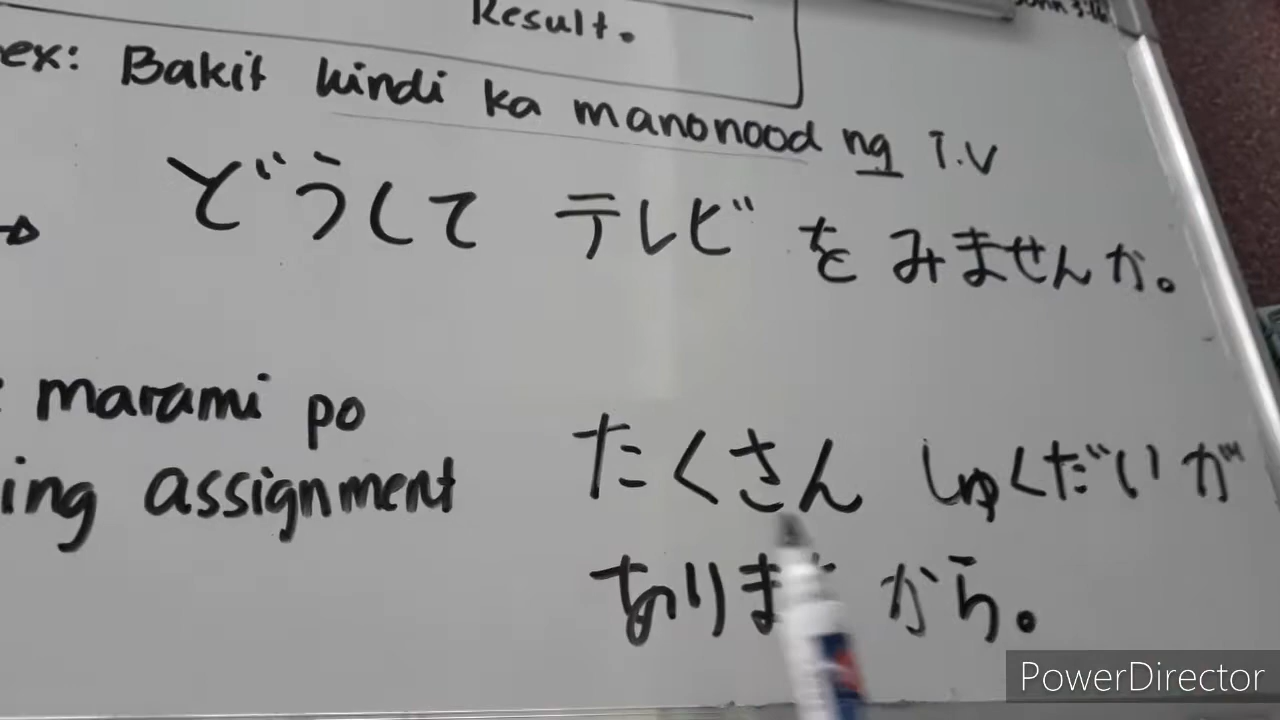 Result.
ex: Bakit hindi ka manonood ng T.V
どうして テレビ を みませんか。
marami po
ing assignment
たくさん しゅくだいが
あります から。
PowerDirector